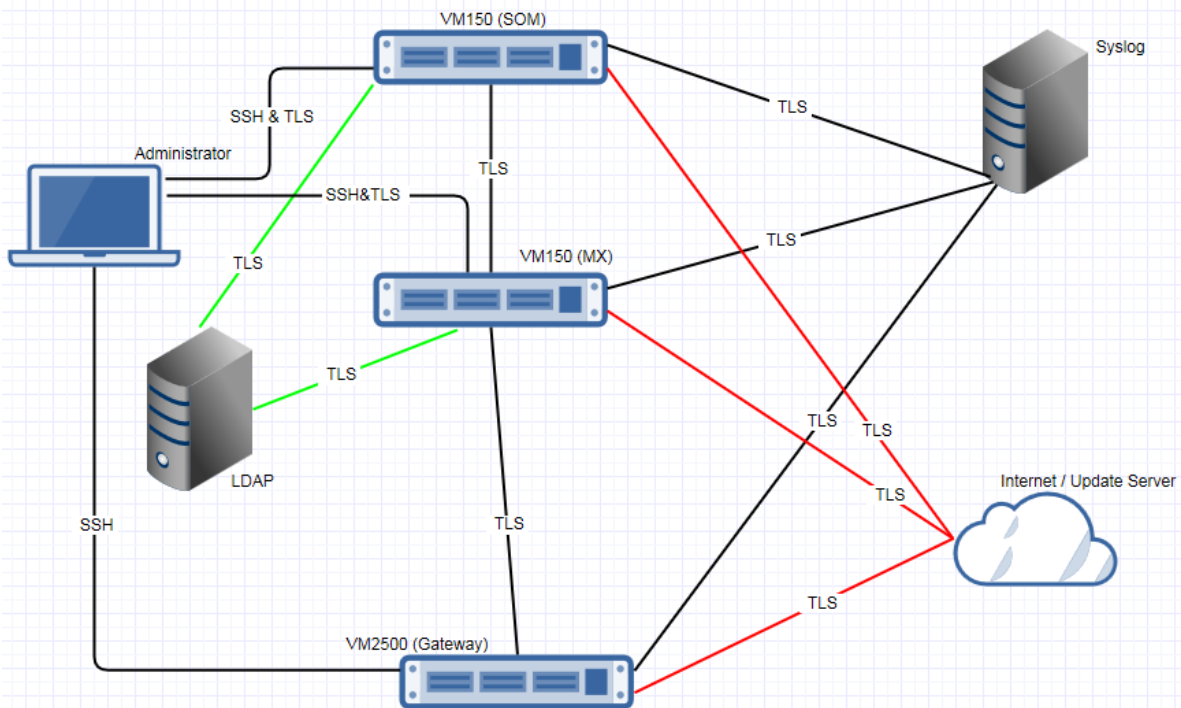 VM150 (SOM)
Syslog
TLS
SSH & TLS
Administrator
TLS
SSH&TLS
TLS
VM150 (MX)
TLS
TLS
TLS
TLS
LDAP
Internet / Update Server
TLS
SSH
TLS
TLS
VM2500 (Gateway)